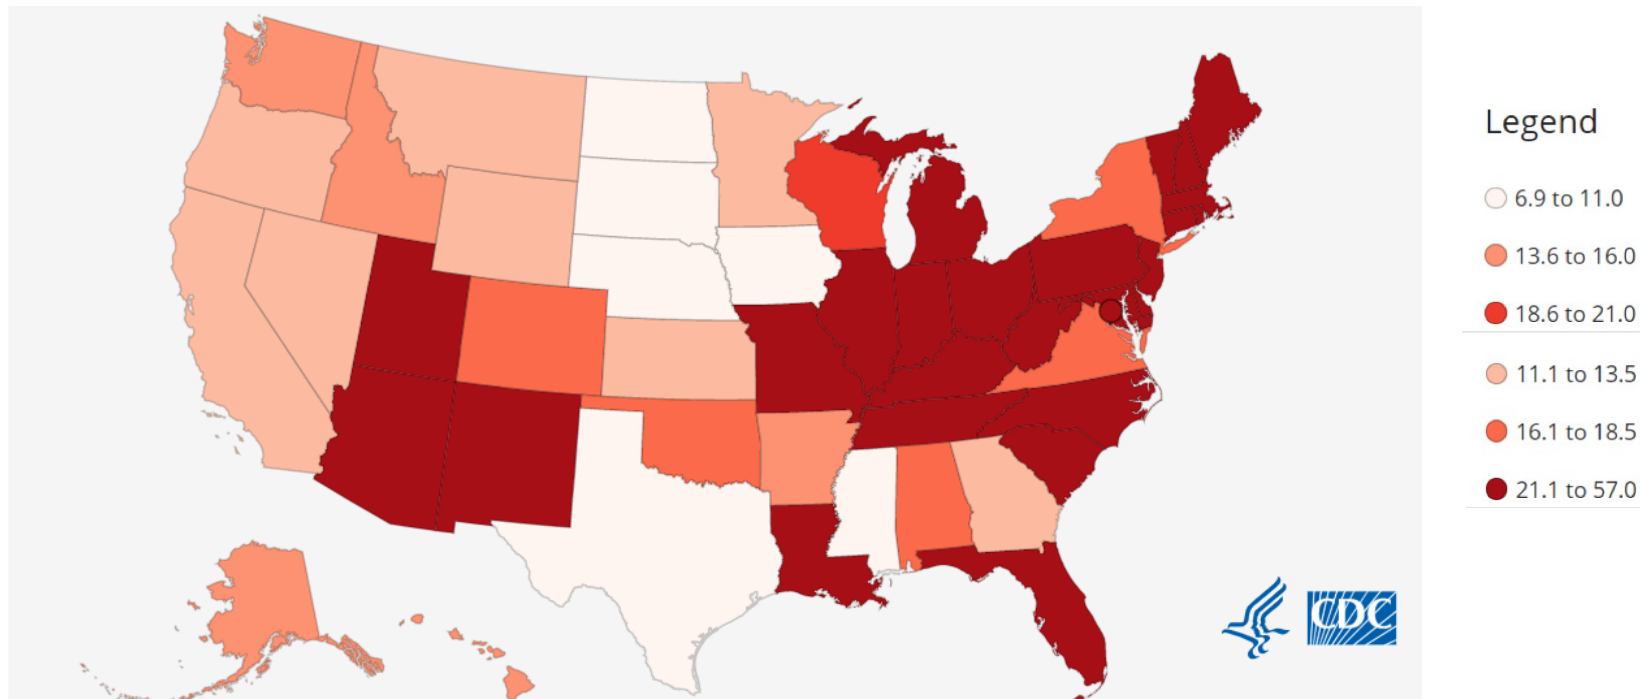 Legend
6.9 to 11.0
13.6 to 16.0
18.6 to 21.0
11.1 to 13.5
16.1 to 18.5
21.1 to 57.0
CDC